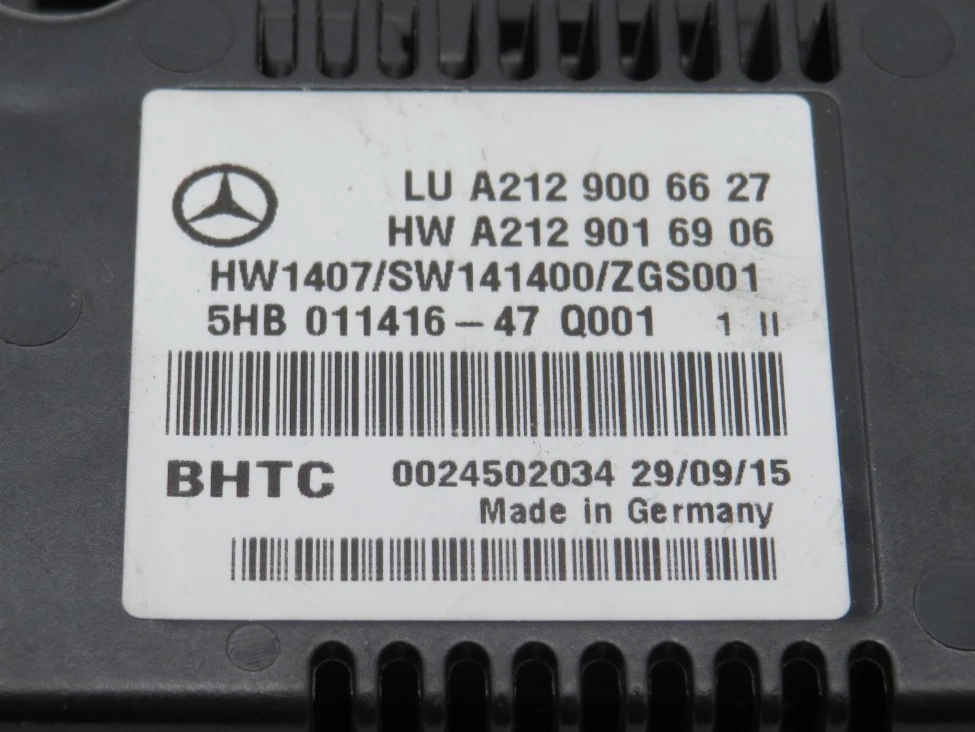 LU A212 900 66 27
HW A212 901 69 06
HW1407/SW141400/ZGS001
5HB 011416-47 Q001 1 II
BHTC 0024502034 29/09/15
Made in Germany